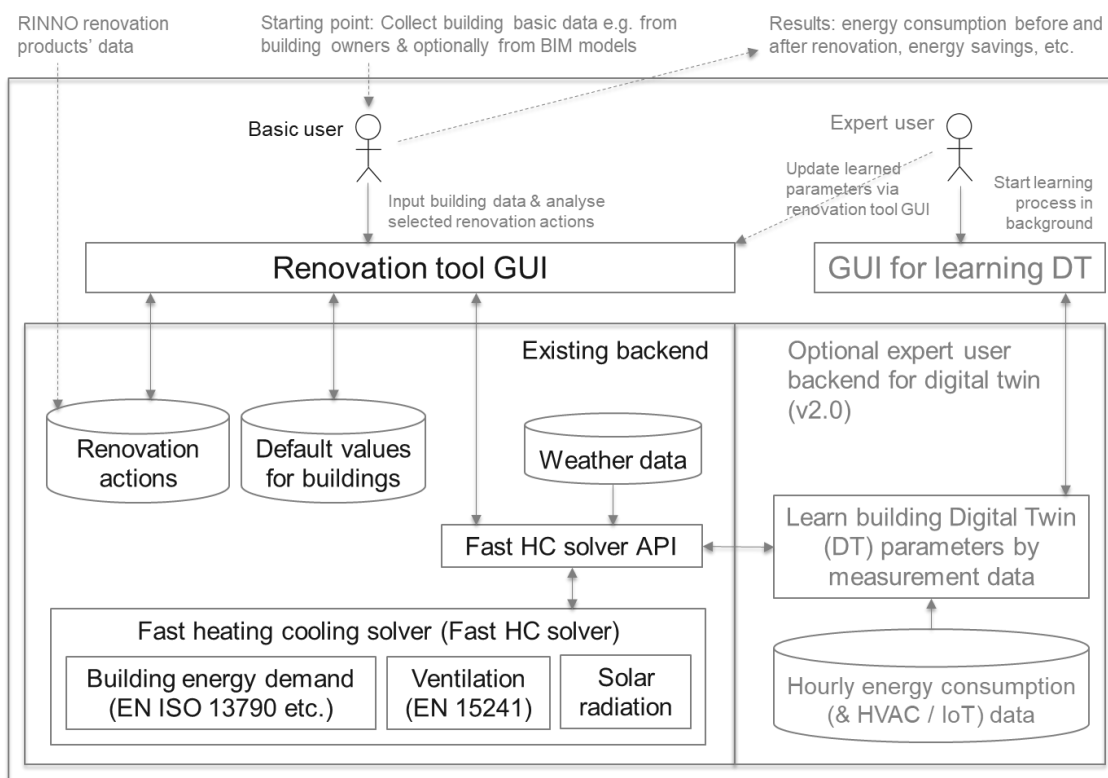 RINNO renovation
products’ data
Starting point: Collect building basic data e.g. from
building owners & optionally from BIM models
Results: energy consumption before and
after renovation, energy savings, etc.
Basic user
Expert user
Input building data & analyse
selected renovation actions
Update learned
parameters via
renovation tool GUI
Start learning
process in
background
Renovation tool GUI
GUI for learning DT
Existing backend
Optional expert user
backend for digital twin
(v2.0)
Renovation
actions
Default values
for buildings
Weather data
Fast HC solver API
Learn building Digital Twin
(DT) parameters by
measurement data
Fast heating cooling solver (Fast HC solver)
Building energy demand
(EN ISO 13790 etc.)
Ventilation
(EN 15241)
Solar
radiation
Hourly energy consumption
(& HVAC / IoT) data